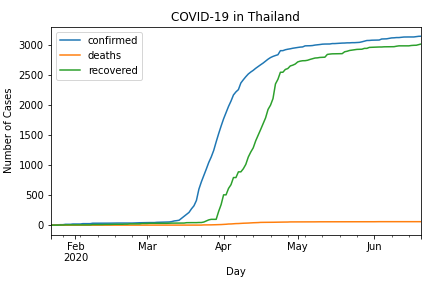 COVID-19 in Thailand
confirmed
deaths
recovered
Number of Cases
3000
2500
2000
1500
1000
500
0
Feb
2020
Mar
Apr
May
Jun
Day